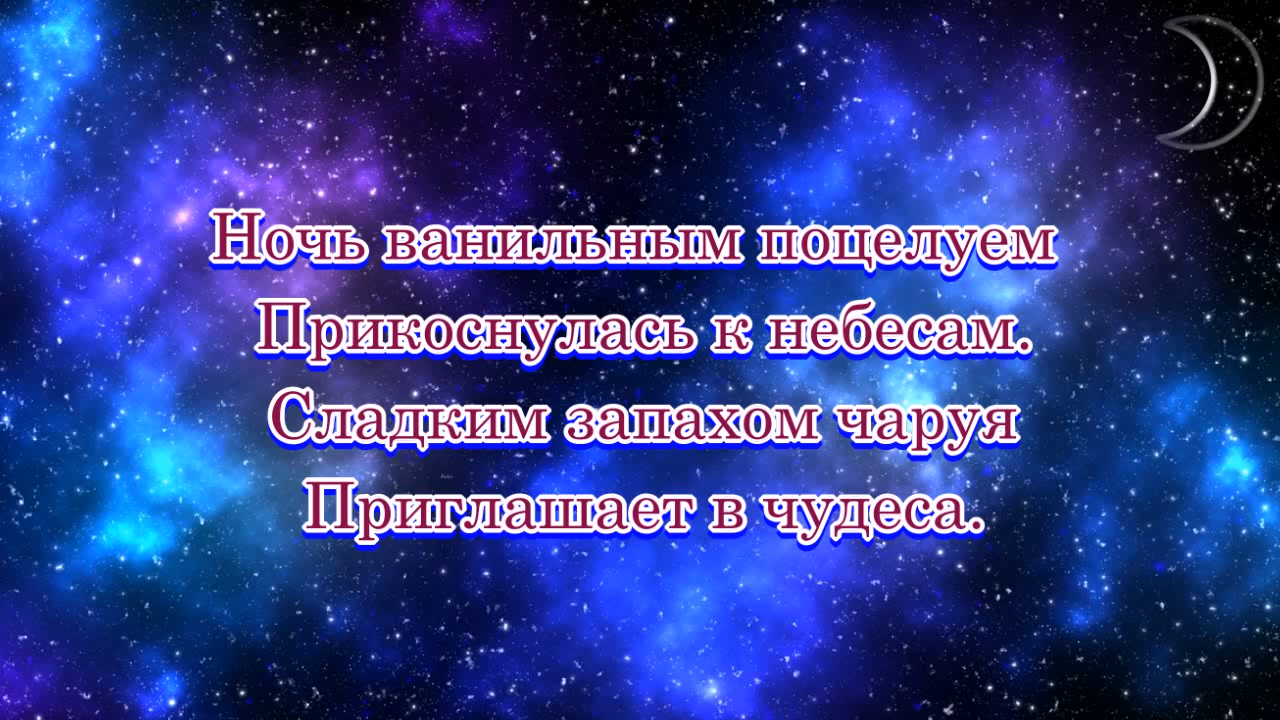 Ночь ванильным поцелуем
Прикоснулась к небесам.
Сладким запахом чаруя
Приглашает в чудеса.